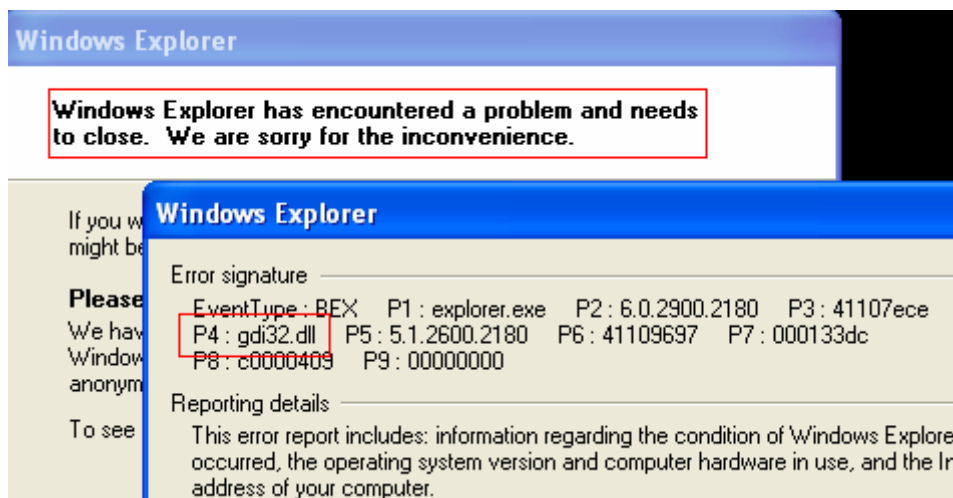 Windows Explorer
Windows Explorer has encountered a problem and needs
to close. We are sorry for the inconvenience.
If you w
might be
Please
We hav
Window
anonym
To see
Windows Explorer
Error signature
EventType : BEX P1 : explorer.exe P2 : 6.0.2900.2180 P3 : 41107ece
P4 : gdi32.dll P5 : 5.1.2600.2180 P6 : 41109697 P7 : 000133dc
P8 : c0000409 P9 : 00000000
Reporting details
This error report includes: information regarding the condition of Windows Explore
occurred, the operating system version and computer hardware in use, and the In
address of your computer.